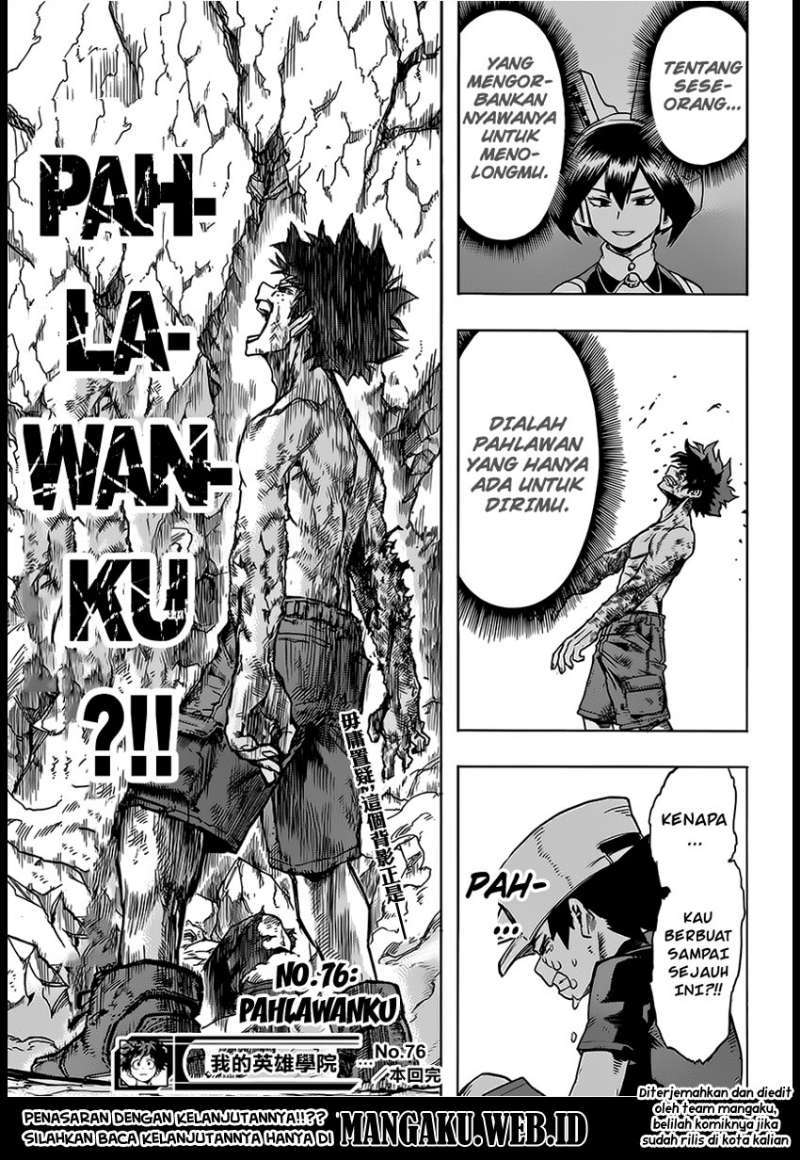 TENTANG
SESE-
ORANG...
YANG
MENGOR-
BANKAN
NYAWANYA
UNTUK
MENO-
LONGMU.
DIALAH
PAHLAWAN
YANG HANYA
ADA UNTUK
DIRIMU.
KENAPA
...
KAU
BERBUAT
SAMPAI
SEJAUH
INI?!!
PAH-
...
PAH-
LA-
WAN-
KU
?!!
毋庸置疑,這個背影正是——
NO.76:
PAHLAWANKU
我的英雄學院 ... No.76
／本回完
PENASARAN DENGAN KELANJUTANNYA!!??
SILAHKAN BACA KELANJUTANNYA HANYA DI MANGAKU.WEB.ID
Diterjemahkan dan diedit
oleh team mangaku,
belilah komiknya jika
sudah rilis di kota kalian